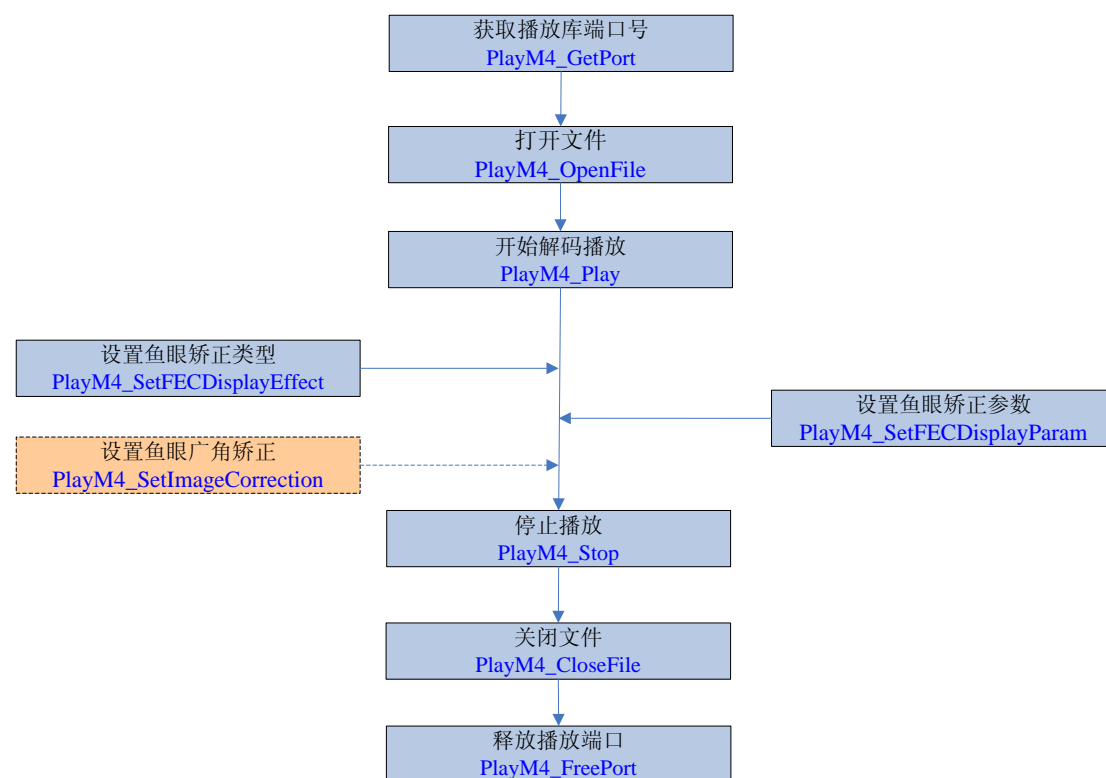 获取播放库端口号
PlayM4_GetPort
打开文件
PlayM4_OpenFile
开始解码播放
PlayM4_Play
设置鱼眼矫正类型
PlayM4_SetFECDisplayEffect
设置鱼眼矫正参数
PlayM4_SetFECDisplayParam
设置鱼眼广角矫正
PlayM4_SetImageCorrection
停止播放
PlayM4_Stop
关闭文件
PlayM4_CloseFile
释放播放端口
PlayM4_FreePort